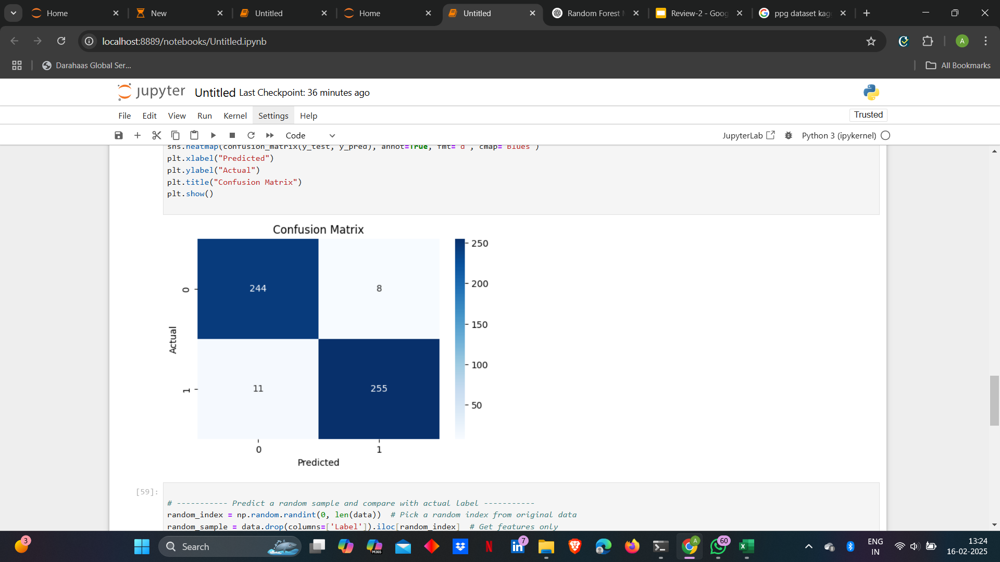 Home
New
Untitled
Home
Untitled
Random Forest
Review-2 - Goog
ppg dataset kag
localhost:8889/notebooks/Untitled.ipynb
A
Darahaas Global Ser...
All Bookmarks
jupyter Untitled Last Checkpoint: 36 minutes ago
File Edit View Run Kernel Settings Help
Trusted
Code
JupyterLab
Python 3 (ipykernel)
sns.heatmap(confusion_matrix(y_test, y_pred), annot=True, fmt="d", cmap="Blues")
plt.xlabel("Predicted")
plt.ylabel("Actual")
plt.title("Confusion Matrix")
plt.show()
Confusion Matrix
250
200
150
100
50
0
244 8
Actual
1
11 255
0 1
Predicted
[59]:
# ----------- Predict a random sample and compare with actual label -----------
random_index = np.random.randint(0, len(data))  # Pick a random index from original data
random_sample = data.drop(columns=['Label']).iloc[random_index]  # Get features only
3
Search
M365
7
A
60
ENG
IN
13:24
16-02-2025